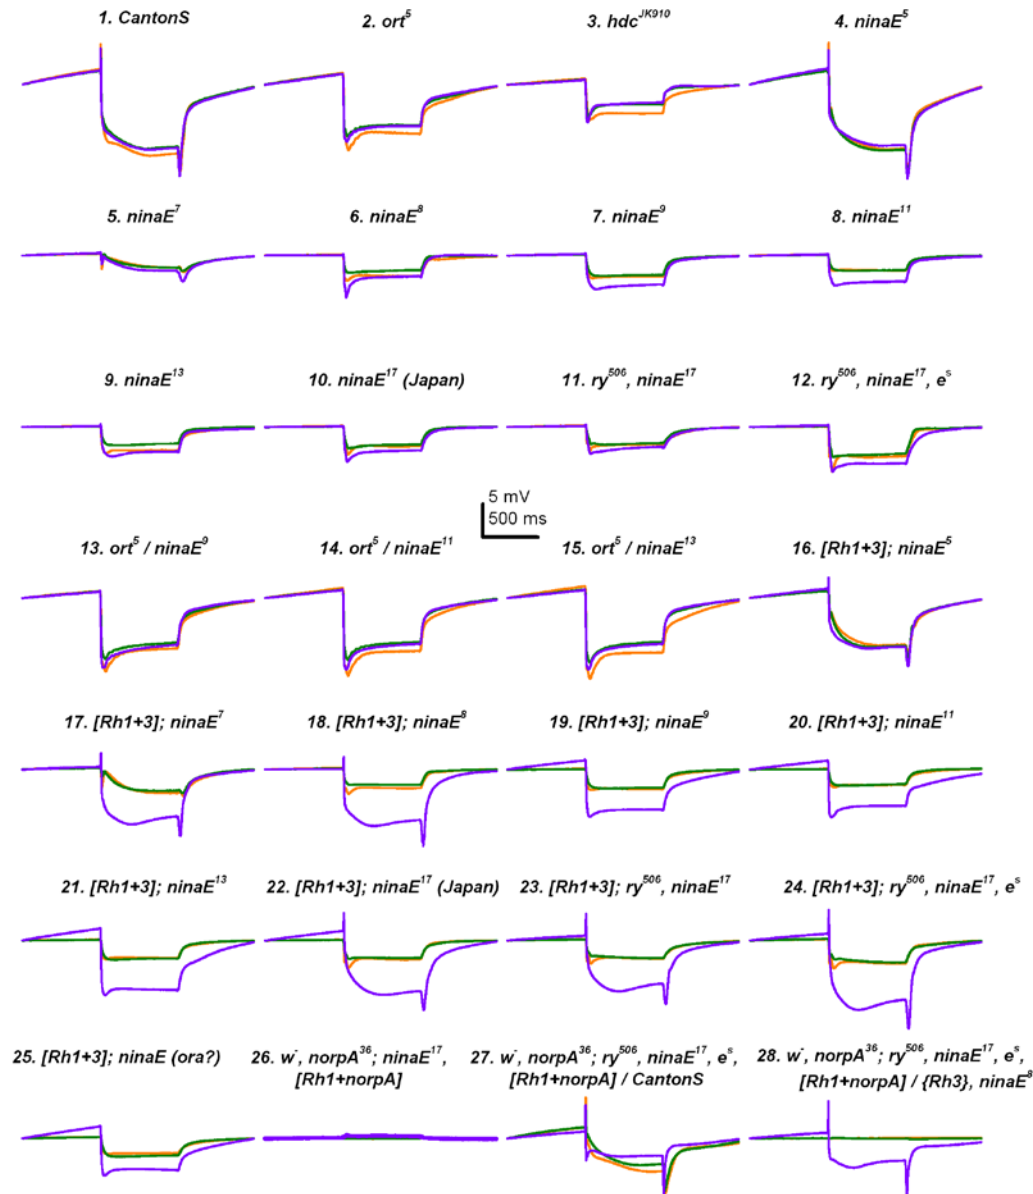 1. CantonS
2. ort⁵
3. hdcᴶᴷ⁹¹⁰
4. ninaE⁵
5. ninaE⁷
6. ninaE⁸
7. ninaE⁹
8. ninaE¹¹
9. ninaE¹³
10. ninaE¹⁷ (Japan)
11. ry⁵⁰⁶, ninaE¹⁷
12. ry⁵⁰⁶, ninaE¹⁷, eˢ
5 mV
500 ms
13. ort⁵ / ninaE⁹
14. ort⁵ / ninaE¹¹
15. ort⁵ / ninaE¹³
16. [Rh1+3]; ninaE⁵
17. [Rh1+3]; ninaE⁷
18. [Rh1+3]; ninaE⁸
19. [Rh1+3]; ninaE⁹
20. [Rh1+3]; ninaE¹¹
21. [Rh1+3]; ninaE¹³
22. [Rh1+3]; ninaE¹⁷ (Japan)
23. [Rh1+3]; ry⁵⁰⁶, ninaE¹⁷
24. [Rh1+3]; ry⁵⁰⁶, ninaE¹⁷, eˢ
25. [Rh1+3]; ninaE (ora?)
26. w⁻, norpA³⁶; ninaE¹⁷,
[Rh1+norpA]
27. w⁻, norpA³⁶; ry⁵⁰⁶, ninaE¹⁷, eˢ,
[Rh1+norpA] / CantonS
28. w⁻, norpA³⁶; ry⁵⁰⁶, ninaE¹⁷, eˢ,
[Rh1+norpA] / {Rh3}, ninaE⁸